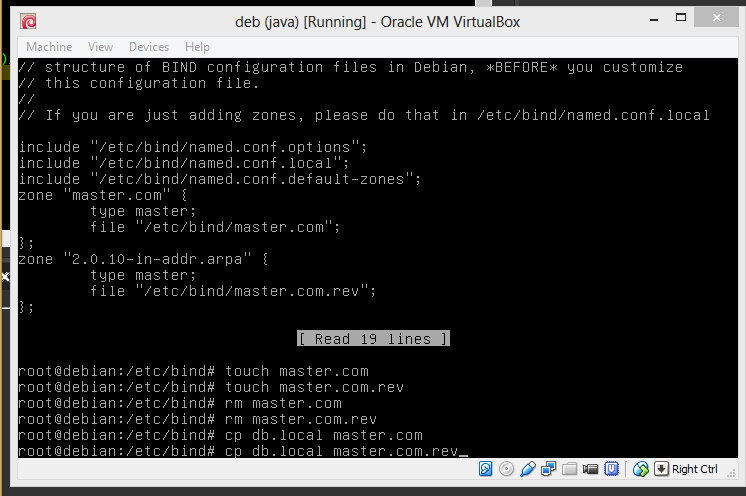 deb (java) [Running] - Oracle VM VirtualBox
Machine View Devices Help
// structure of BIND configuration files in Debian, *BEFORE* you customize
// this configuration file.
//
// If you are just adding zones, please do that in /etc/bind/named.conf.local
include "/etc/bind/named.conf.options";
include "/etc/bind/named.conf.local";
include "/etc/bind/named.conf.default-zones";
zone "master.com" {
type master;
file "/etc/bind/master.com";
};
zone "2.0.10-in-addr.arpa" {
type master;
file "/etc/bind/master.com.rev";
};
[ Read 19 lines ]
root@debian:/etc/bind# touch master.com
root@debian:/etc/bind# touch master.com.rev
root@debian:/etc/bind# rm master.com
root@debian:/etc/bind# rm master.com.rev
root@debian:/etc/bind# cp db.local master.com
root@debian:/etc/bind# cp db.local master.com.rev_
Right Ctrl